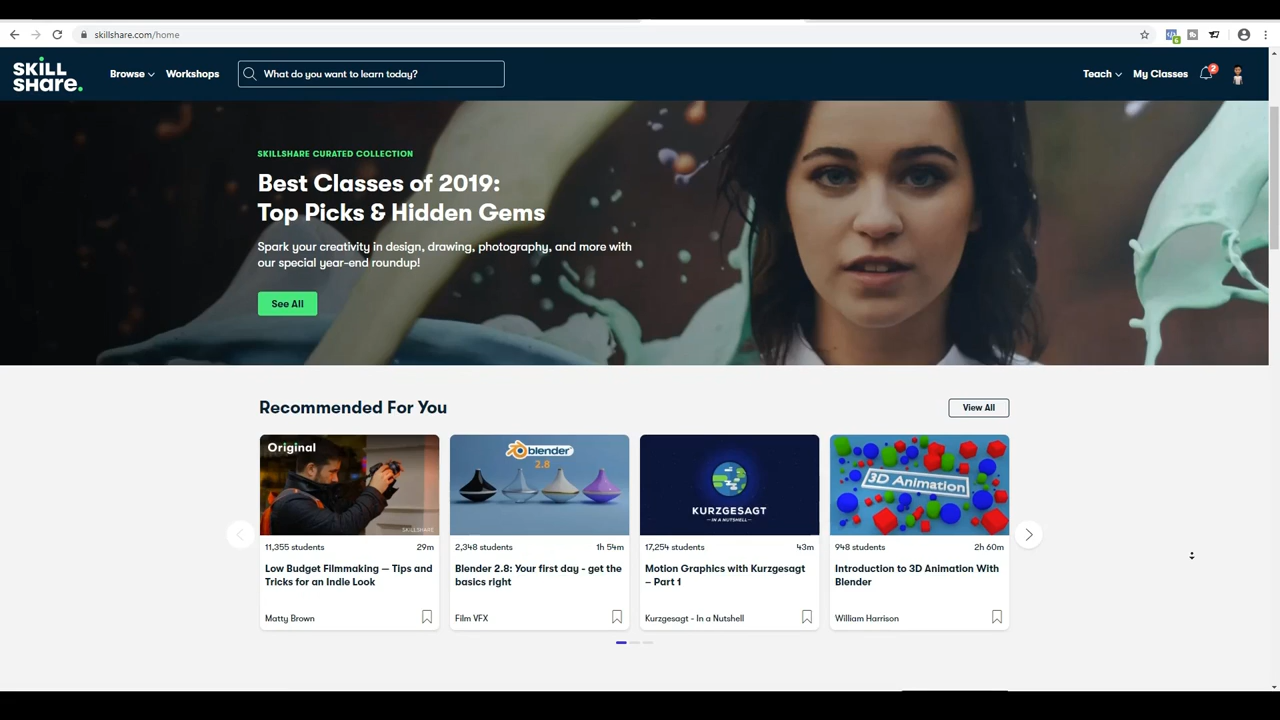 skillshare.com/home
SKILL
SHARE.
Browse
Workshops
What do you want to learn today?
Teach
My Classes
2
SKILLSHARE CURATED COLLECTION
Best Classes of 2019:
Top Picks & Hidden Gems
Spark your creativity in design, drawing, photography, and more with
our special year-end roundup!
See All
Recommended For You
View All
Original
SKILLSHARE
11,355 students
29m
Low Budget Filmmaking — Tips and
Tricks for an Indie Look
Matty Brown
blender
2.8
2,348 students
1h 54m
Blender 2.8: Your first day - get the
basics right
Film VFX
KURZGESAGT
— IN A NUTSHELL —
17,254 students
43m
Motion Graphics with Kurzgesagt
– Part 1
Kurzgesagt - In a Nutshell
3D Animation
948 students
2h 60m
Introduction to 3D Animation With
Blender
William Harrison